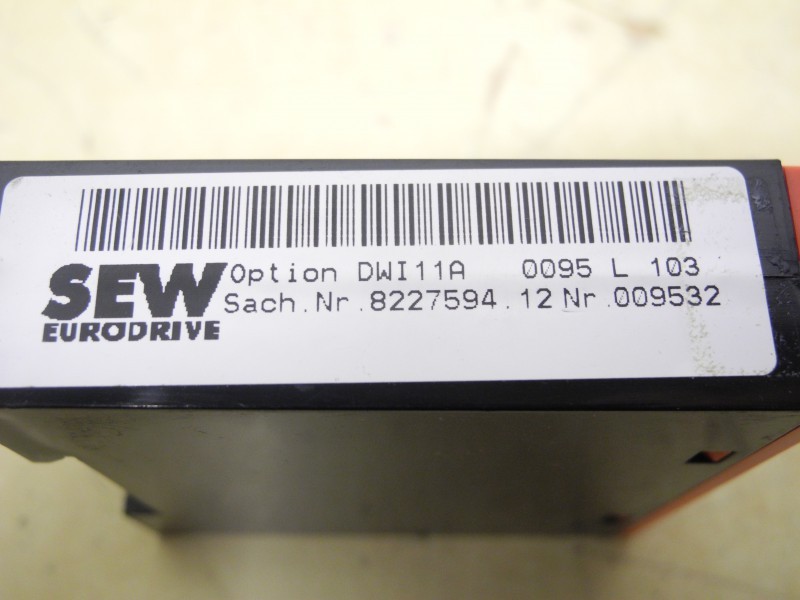 SEW
EURODRIVE
Option DWI11A 0095 L 103
Sach.Nr.8227594.12 Nr.009532